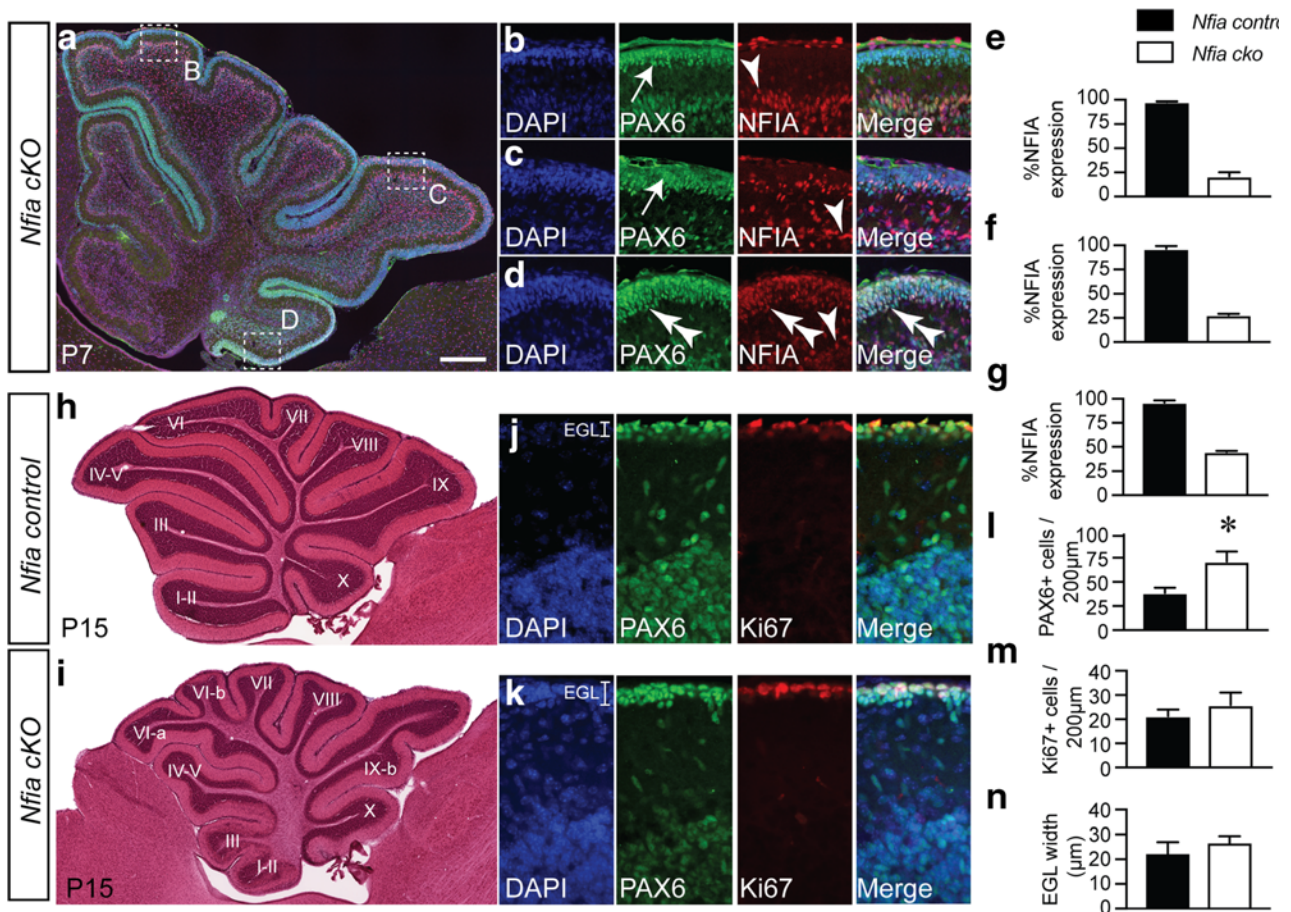 Nfia cKO
a
B
C
D
P7
b
DAPI PAX6 NFIA Merge
c
DAPI PAX6 NFIA Merge
d
DAPI PAX6 NFIA Merge
Nfia contro
Nfia cko
e
%NFIA
expression
100
75
50
25
0
f
%NFIA
expression
100
75
50
25
0
g
%NFIA
expression
100
75
50
25
0
Nfia control
h
VI
VII
VIII
IV-V
IX
III
X
I-II
P15
j
EGL
DAPI PAX6 Ki67 Merge
l
*
PAX6+ cells /
200µm
100
75
50
25
0
Nfia cKO
i
VI-b
VII
VIII
VI-a
IV-V
IX-b
X
III
I-II
P15
k
EGL
DAPI PAX6 Ki67 Merge
m
Ki67+ cells /
200µm
40
30
20
10
0
n
EGL width
(µm)
40
30
20
10
0